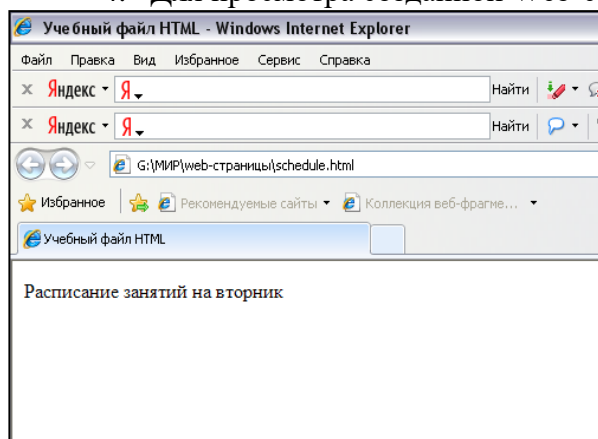 Для просмотра созданной Web-с
Учебный файл HTML - Windows Internet Explorer
Файл Правка Вид Избранное Сервис Справка
x Яндекс Я Найти
x Яндекс Я Найти
G:\МИР\web-страницы\schedule.html
Избранное Рекомендуемые сайты Коллекция веб-фрагме...
Учебный файл HTML
Расписание занятий на вторник